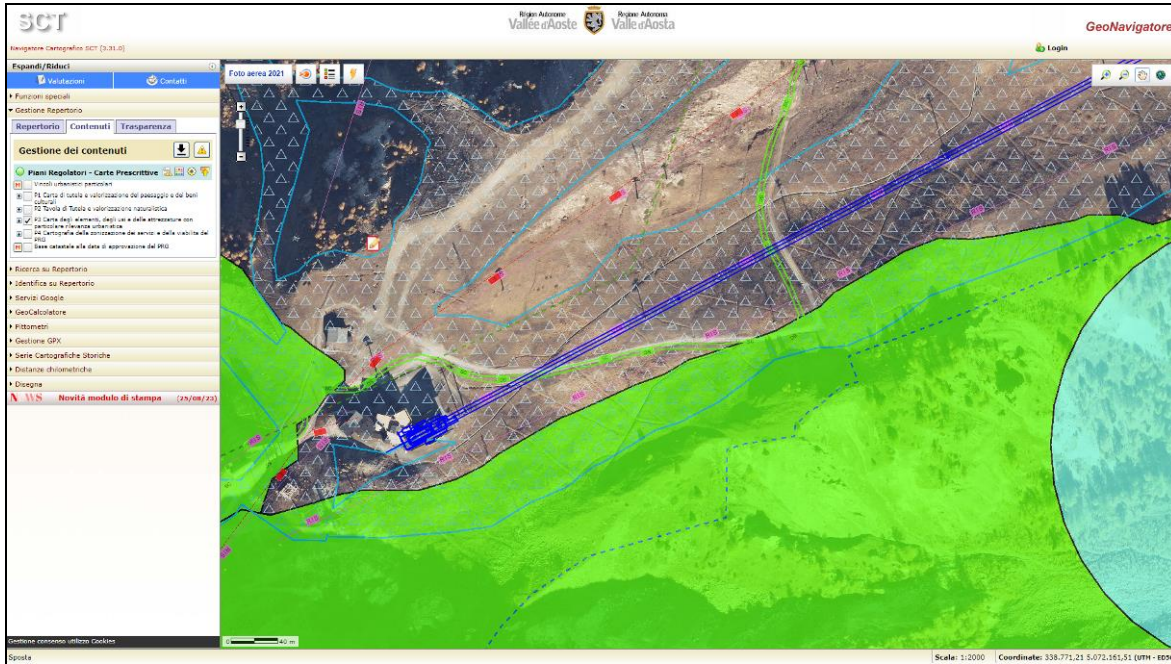 SCT
Région Autonome Vallée d'Aoste
Regione Autonoma Valle d'Aosta
GeoNavigatore
Navigatore Cartografico SCT (3.31.0)
Login
Espandi/Riduci
Valutazioni
Contatti
Funzioni speciali
Gestione Repertorio
Repertorio Contenuti Trasparenza
Gestione dei contenuti
Piani Regolatori - Carte Prescrittive
Vincoli urbanistici particolari
P1 Carta di tutela e valorizzazione del paesaggio e dei beni
culturali
P2 Tavola di Tutela e valorizzazione naturalistica
P3 Carta degli elementi, degli usi e delle attrezzature con
particolare rilevanza urbanistica
P4 Cartografia della zonizzazione dei servizi e della viabilità del
PRG
Base catastale alla data di approvazione del PRG
Ricerca su Repertorio
Identifica su Repertorio
Servizi Google
GeoCalcolatore
Fittometri
Gestione GPX
Serie Cartografiche Storiche
Distanze chilometriche
Disegna
N WS Novità modulo di stampa (25/08/23)
Gestione consenso utilizzo Cookies
Foto aerea 2021
0 40 m
Sposta
Scala: 1:2000 Coordinate: 338.771,21 5.072.161,51 (UTM - ED50